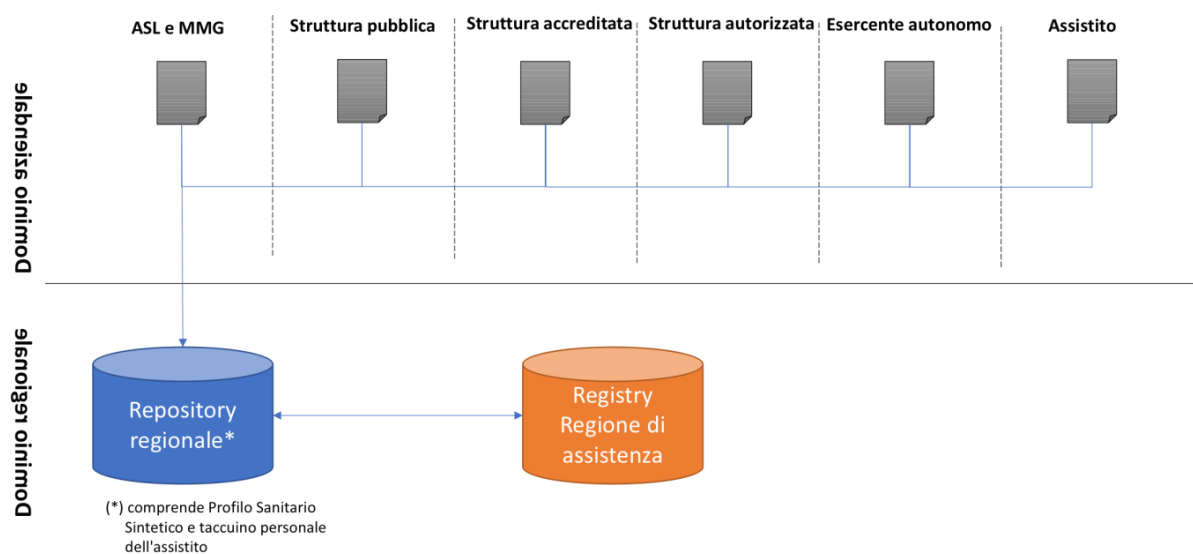 ASL e MMG
Struttura pubblica
Struttura accreditata
Struttura autorizzata
Esercente autonomo
Assistito
Dominio aziendale
Dominio regionale
Repository
regionale*
Registry
Regione di
assistenza
(*) comprende Profilo Sanitario
Sintetico e taccuino personale
dell'assistito